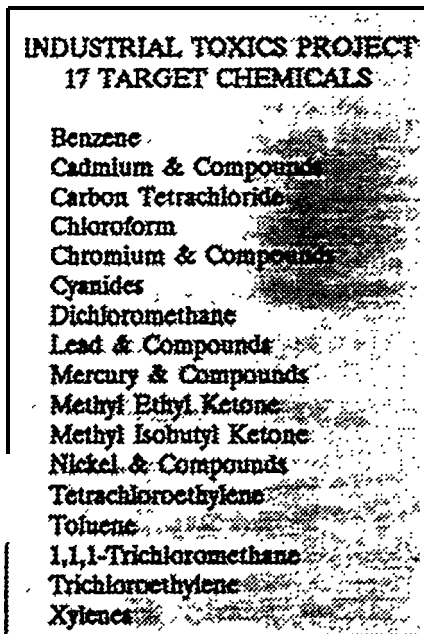 INDUSTRIAL TOXICS PROJECT
17 TARGET CHEMICALS
Benzene
Cadmium & Compounds
Carbon Tetrachloride
Chloroform
Chromium & Compounds
Cyanides
Dichloromethane
Lead & Compounds
Mercury & Compounds
Methyl Ethyl Ketone
Methyl Isobutyl Ketone
Nickel & Compounds
Tetrachloroethylene
Toluene
1,1,1-Trichloromethane
Trichloroethylene
Xylenes